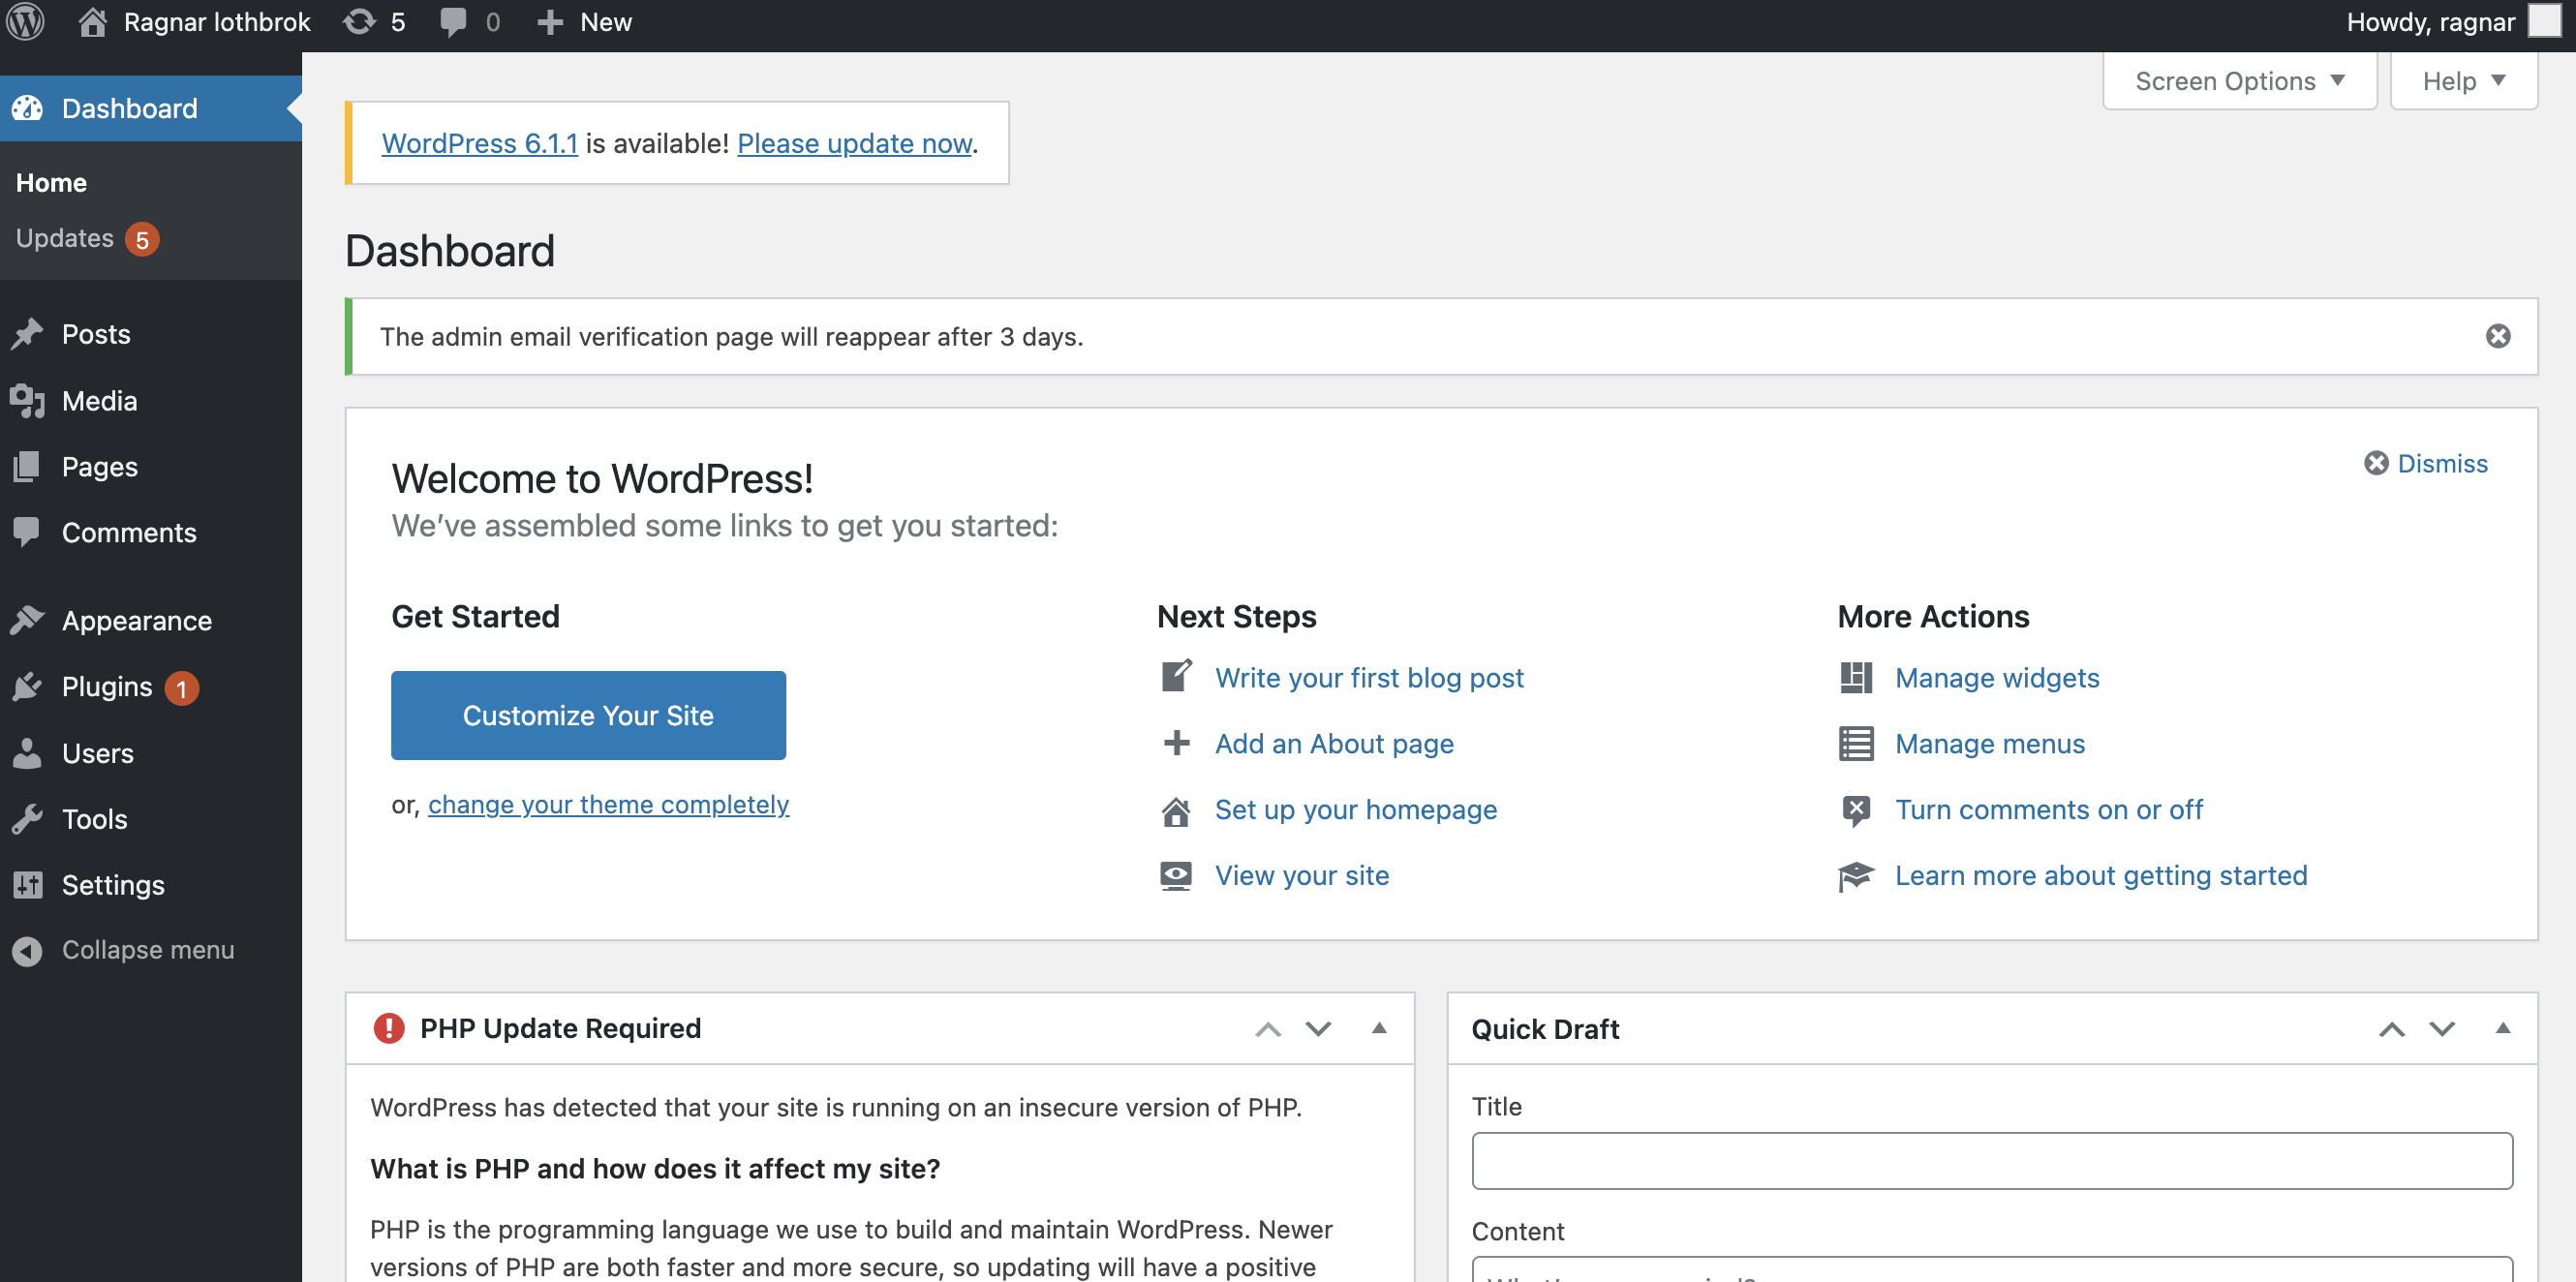 Ragnar lothbrok 5 0 New Howdy, ragnar
Dashboard
Home
Updates 5
Posts
Media
Pages
Comments
Appearance
Plugins 1
Users
Tools
Settings
Collapse menu
Screen Options Help
WordPress 6.1.1 is available! Please update now.
Dashboard
The admin email verification page will reappear after 3 days.
Welcome to WordPress!
We’ve assembled some links to get you started:
Dismiss
Get Started
Customize Your Site
or, change your theme completely
Next Steps
Write your first blog post
Add an About page
Set up your homepage
View your site
More Actions
Manage widgets
Manage menus
Turn comments on or off
Learn more about getting started
PHP Update Required
WordPress has detected that your site is running on an insecure version of PHP.
What is PHP and how does it affect my site?
PHP is the programming language we use to build and maintain WordPress. Newer
versions of PHP are both faster and more secure, so updating will have a positive
Quick Draft
Title
Content